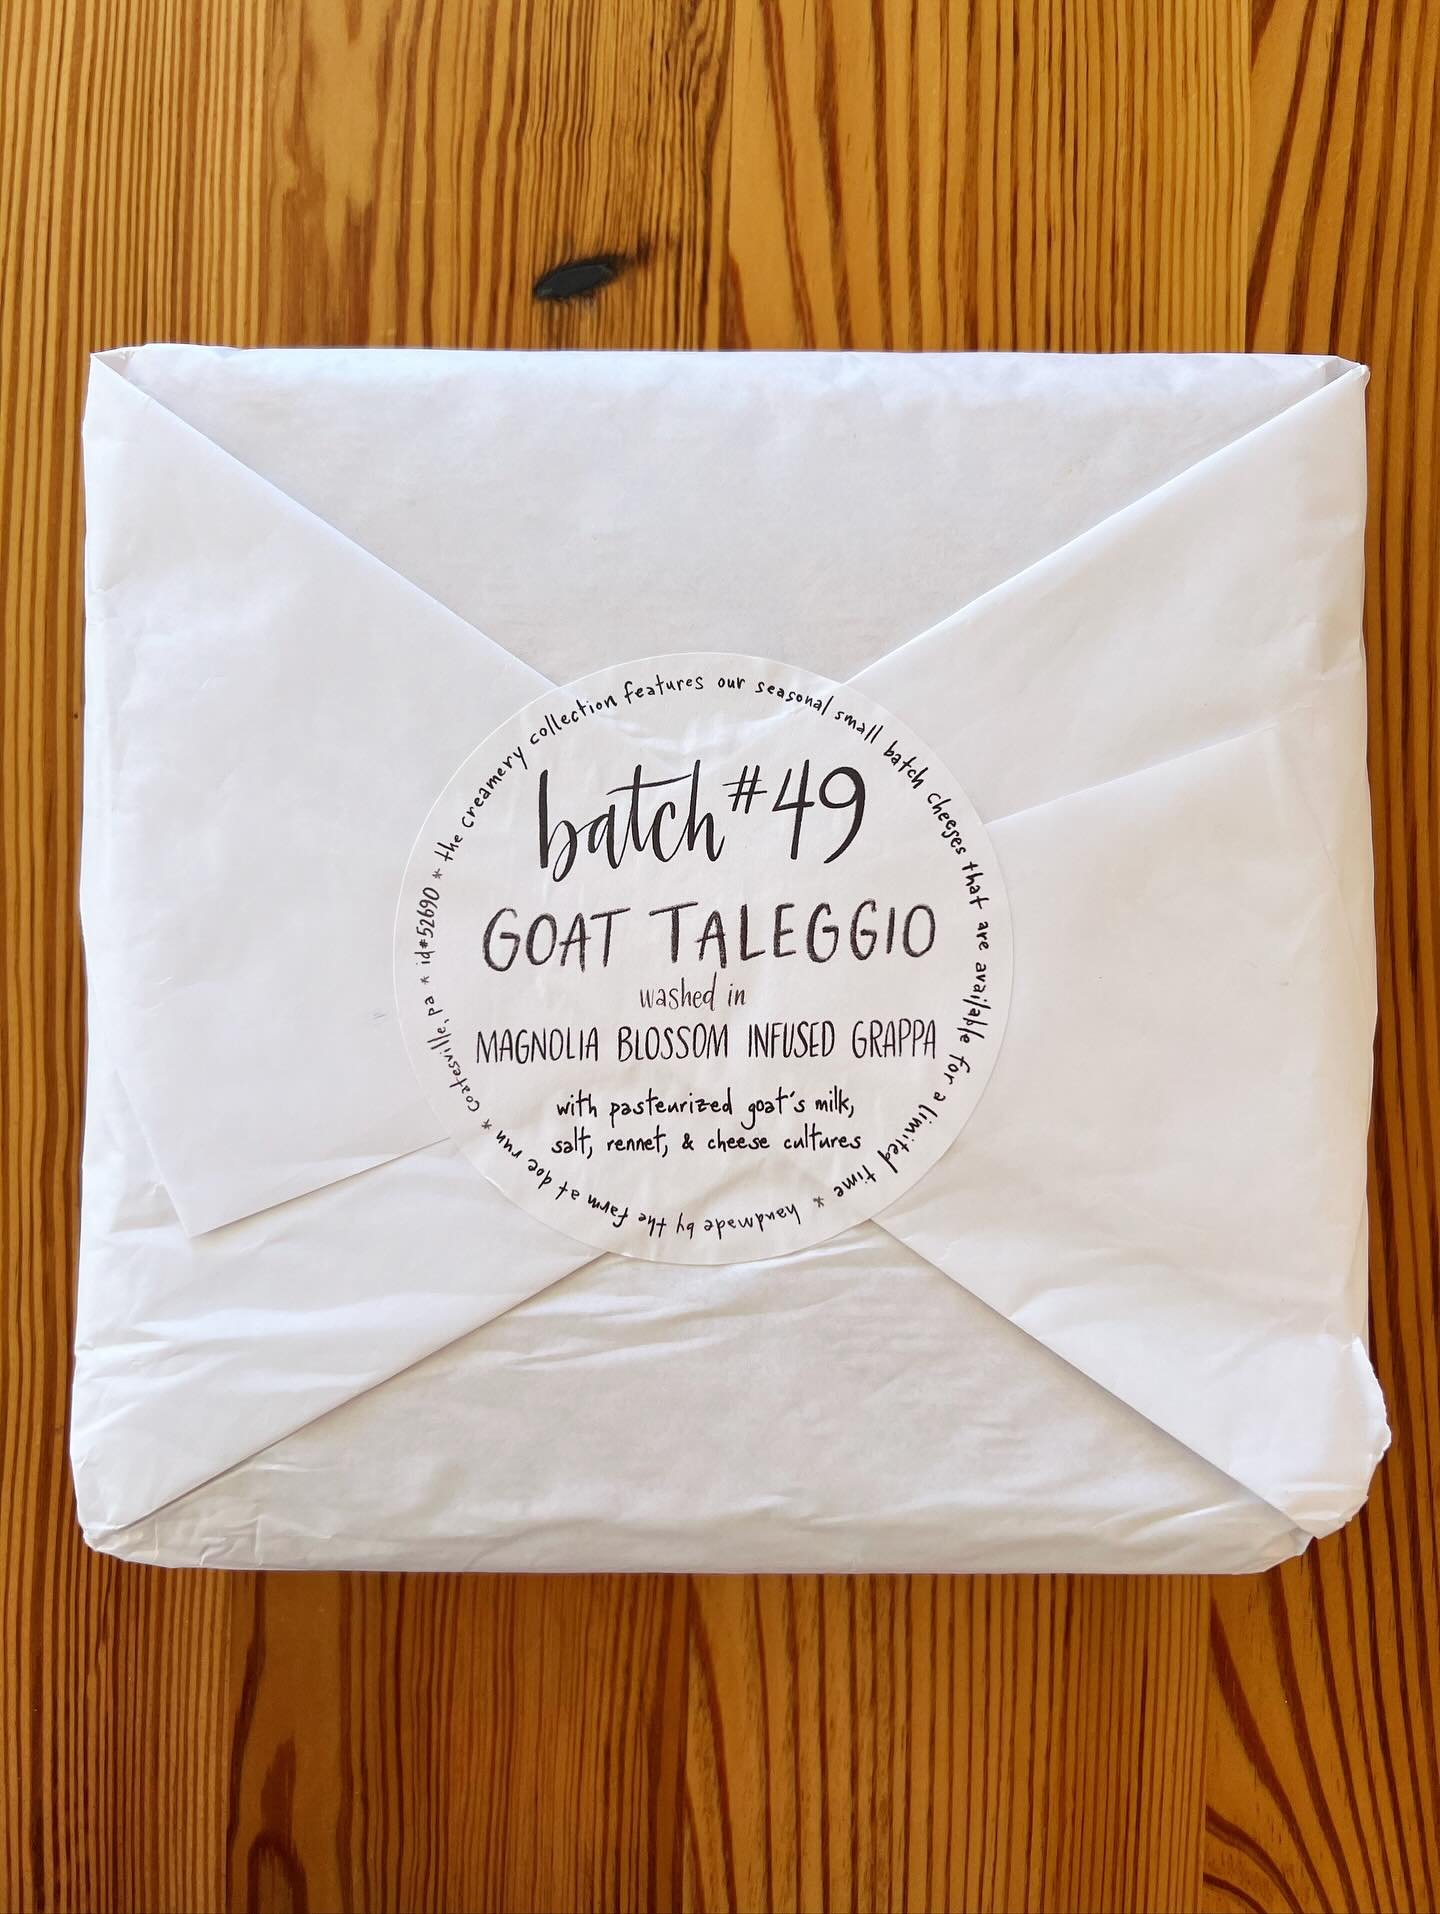 the creamery collection features our seasonal small batch cheeses that are available for a limited time * handmade by the farm at doe run * coatesville, pa * id#52690 *
batch #49
GOAT TALEGGIO
washed in
MAGNOLIA BLOSSOM INFUSED GRAPPA
with pasteurized goat's milk,
salt, rennet, & cheese cultures